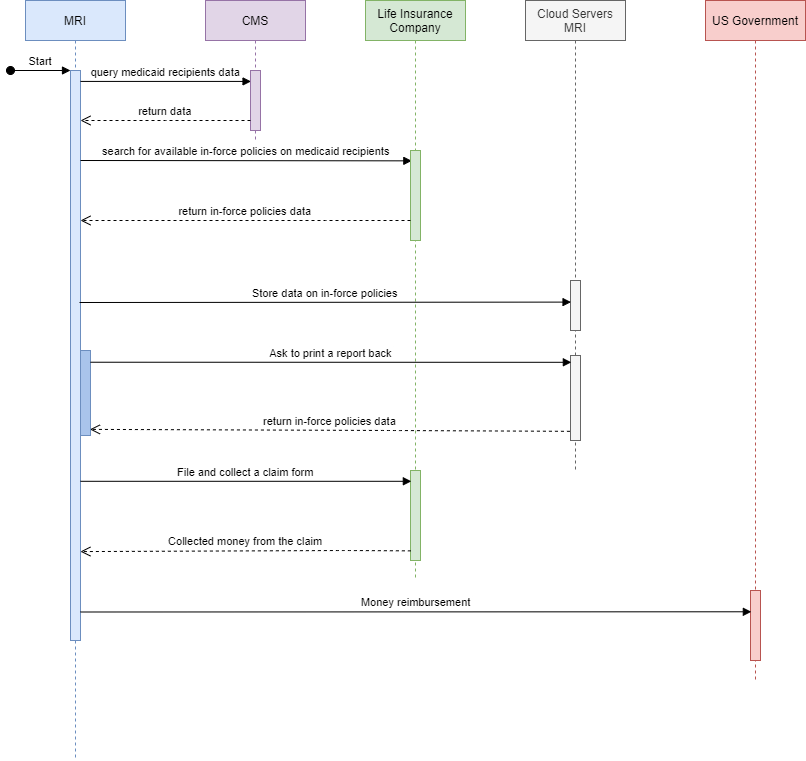 MRI
CMS
Life Insurance
Company
Cloud Servers
MRI
US Government
Start
query medicaid recipients data
return data
search for available in-force policies on medicaid recipients
return in-force policies data
Store data on in-force policies
Ask to print a report back
return in-force policies data
File and collect a claim form
Collected money from the claim
Money reimbursement